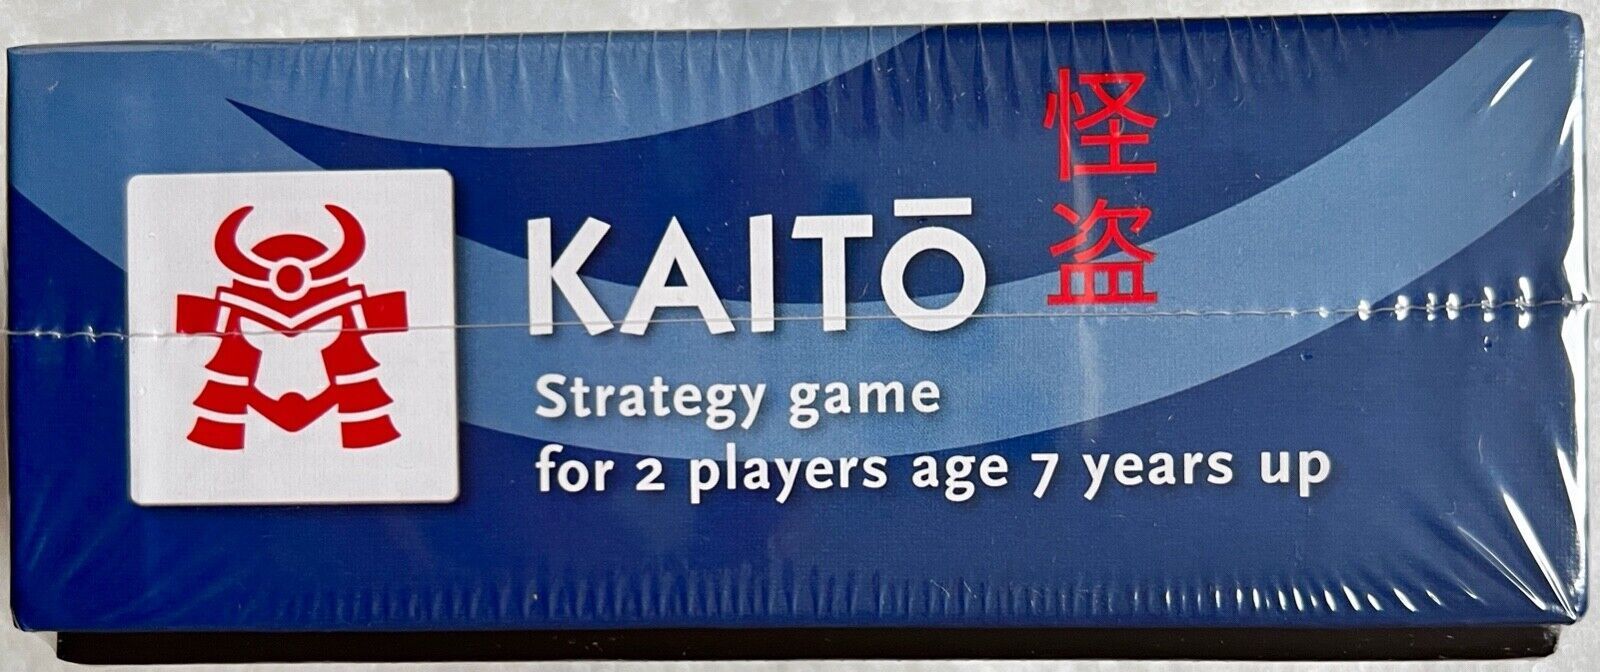 KAITŌ
怪盗
Strategy game
for 2 players age 7 years up